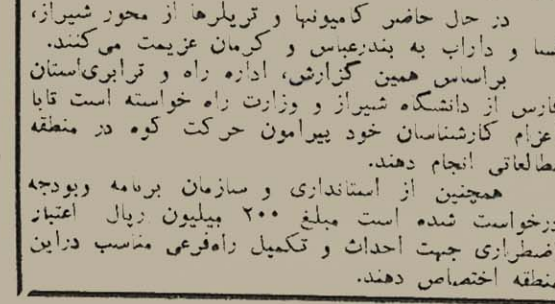 در حال حاضر کامیونها و تریلرها از محور شیراز،
فسا و داراب به بندرعباس و کرمان عزیمت می‌کنند.
براساس همین گزارش، اداره راه و ترابری‌استان
فارس از دانشگاه شیراز و وزارت راه خواسته است قابا
اعزام کارشناسان خود پیرامون حرکت کوه در منطقه
مطالعاتی انجام دهند.
همچنین از استانداری و سازمان برنامه وبودجه
درخواست شده است مبلغ ۲۰۰ میلیون ریال اعتبار
اضطراری جهت احداث و تکمیل راه‌فرعی مناسب دراین
منطقه اختصاص دهند.